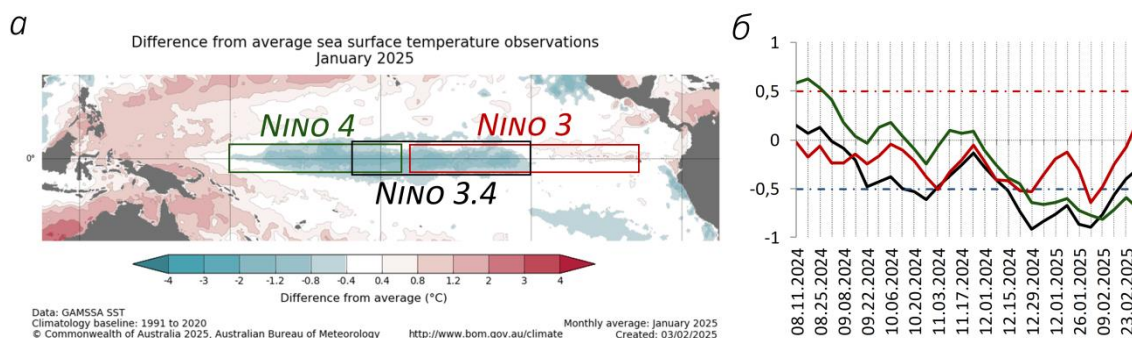 а
Difference from average sea surface temperature observations
January 2025
NINO 4
NINO 3
0°
NINO 3.4
-4 -3 -2 -1.2 -0.8 -0.4 0.4 0.8 1.2 2 3 4
Difference from average (°C)
Data: GAMSSA SST
Climatology baseline: 1991 to 2020
© Commonwealth of Australia 2025, Australian Bureau of Meteorology
http://www.bom.gov.au/climate
Monthly average: January 2025
Created: 03/02/2025
б
1
0,5
0
-0,5
-1
08.11.2024
08.25.2024
09.08.2024
09.22.2024
10.06.2024
10.20.2024
11.03.2024
11.17.2024
12.01.2024
12.15.2024
12.29.2024
12.01.2025
26.01.2025
09.02.2025
23.02.2025